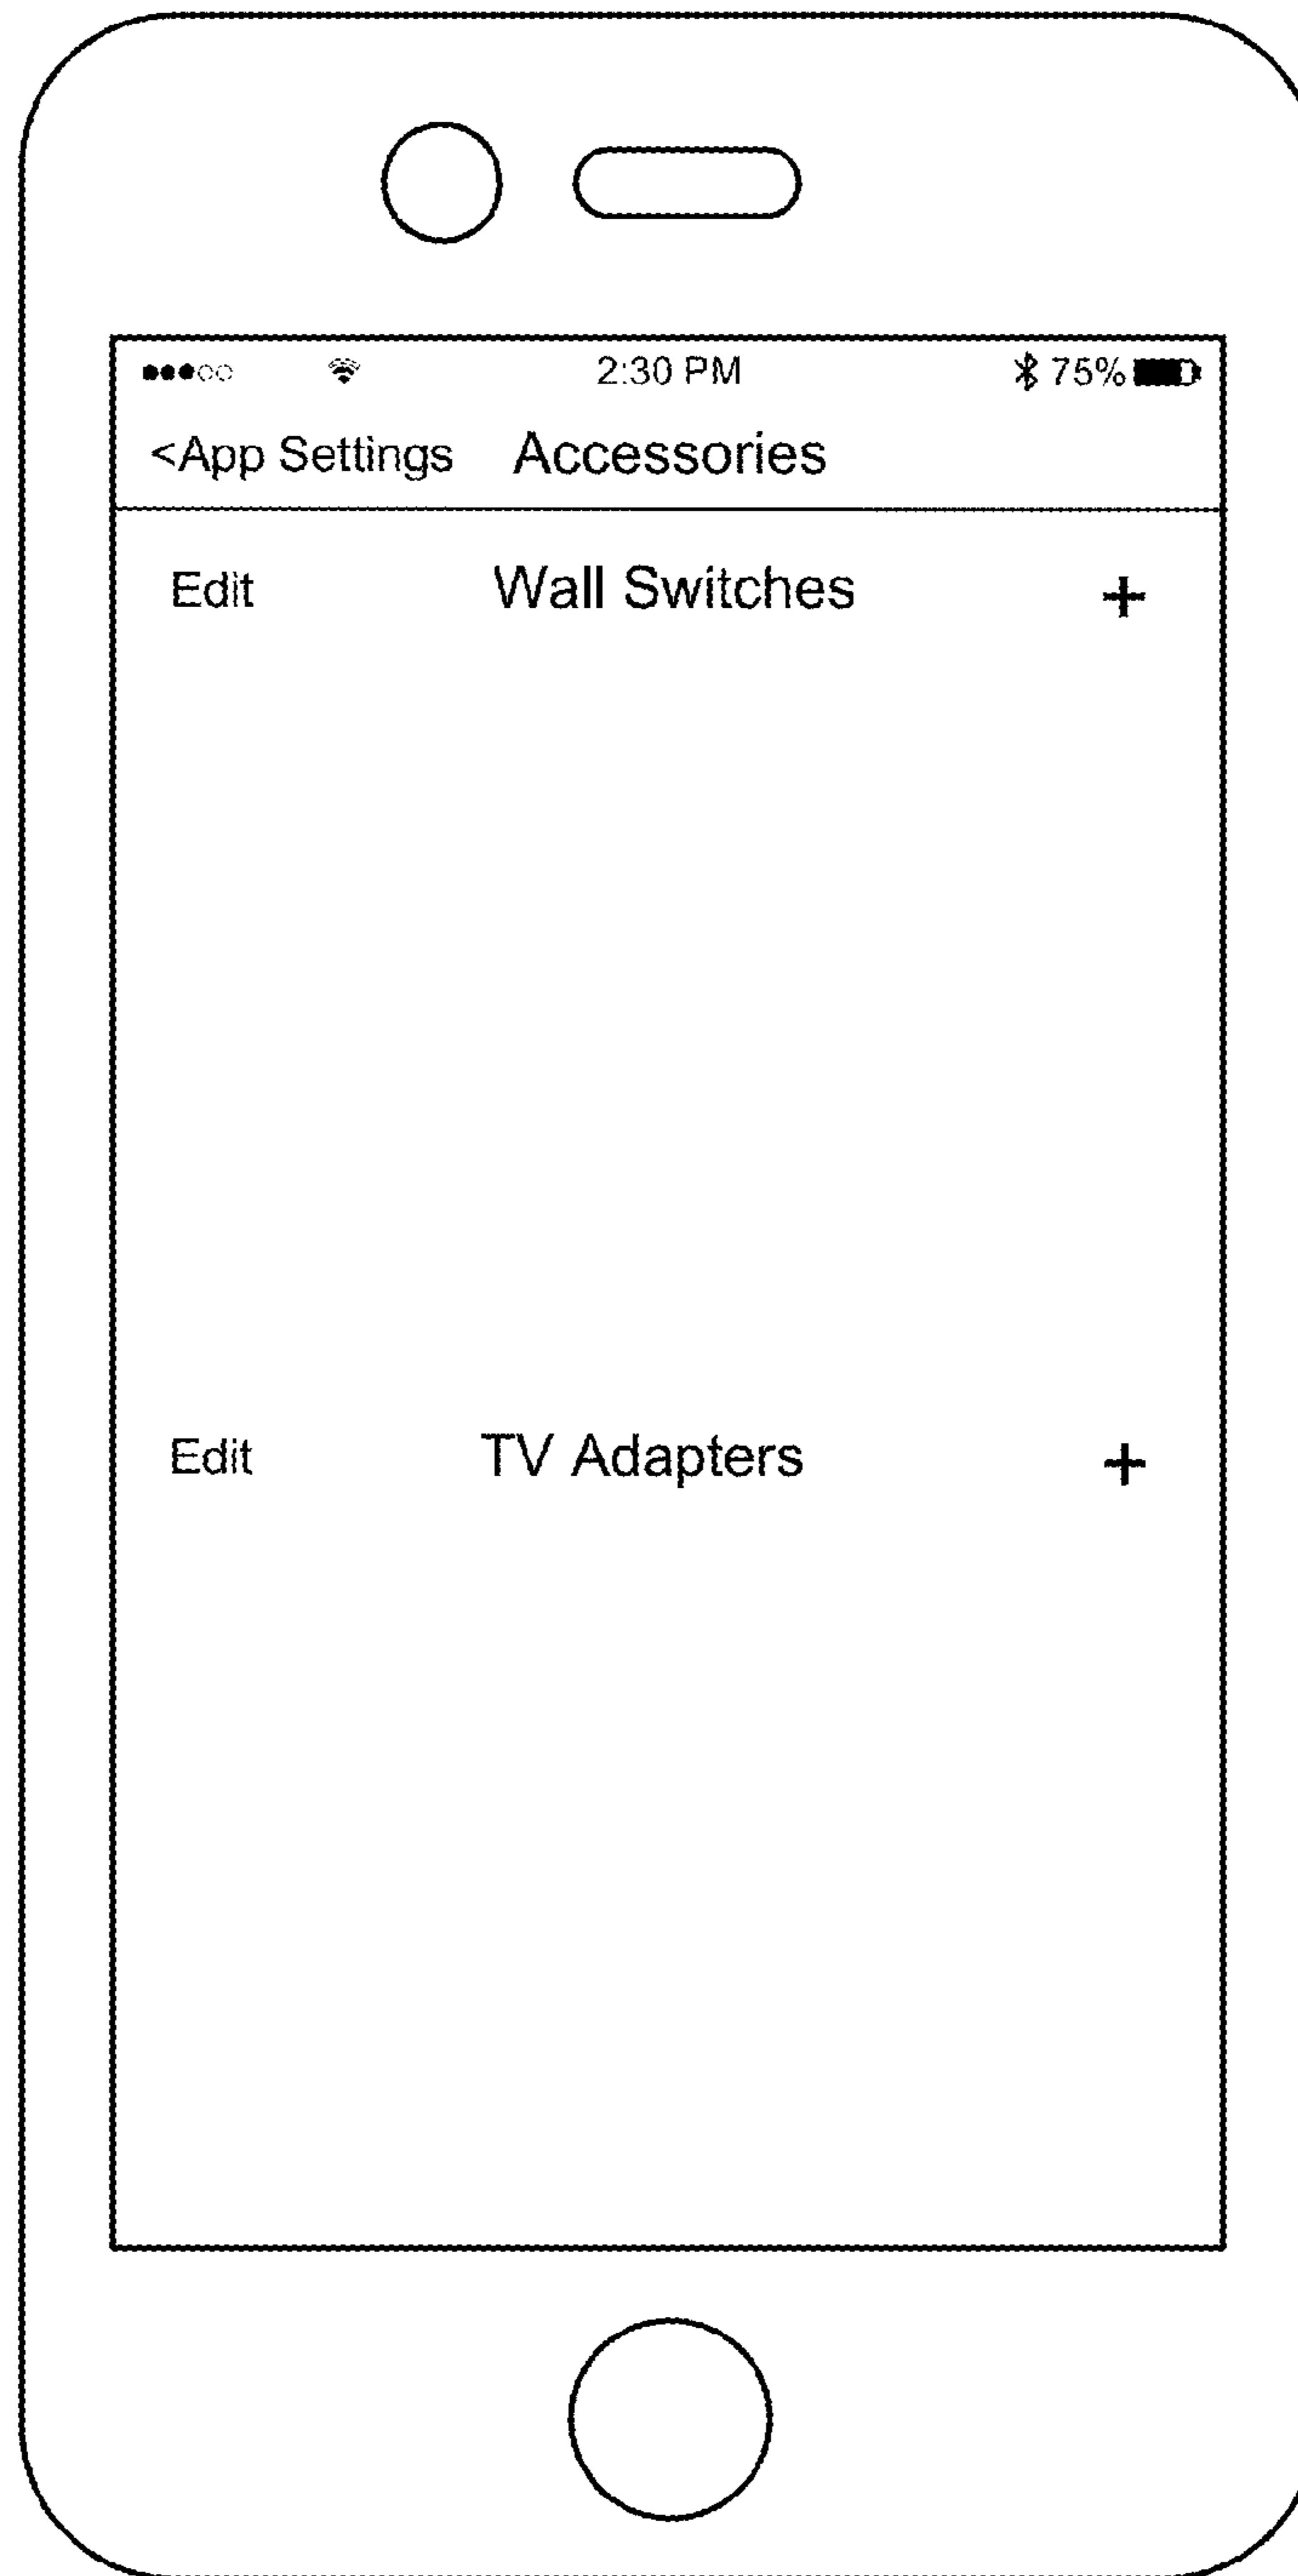 2:30 PM 75%
<App Settings Accessories
Edit Wall Switches +
Edit TV Adapters +